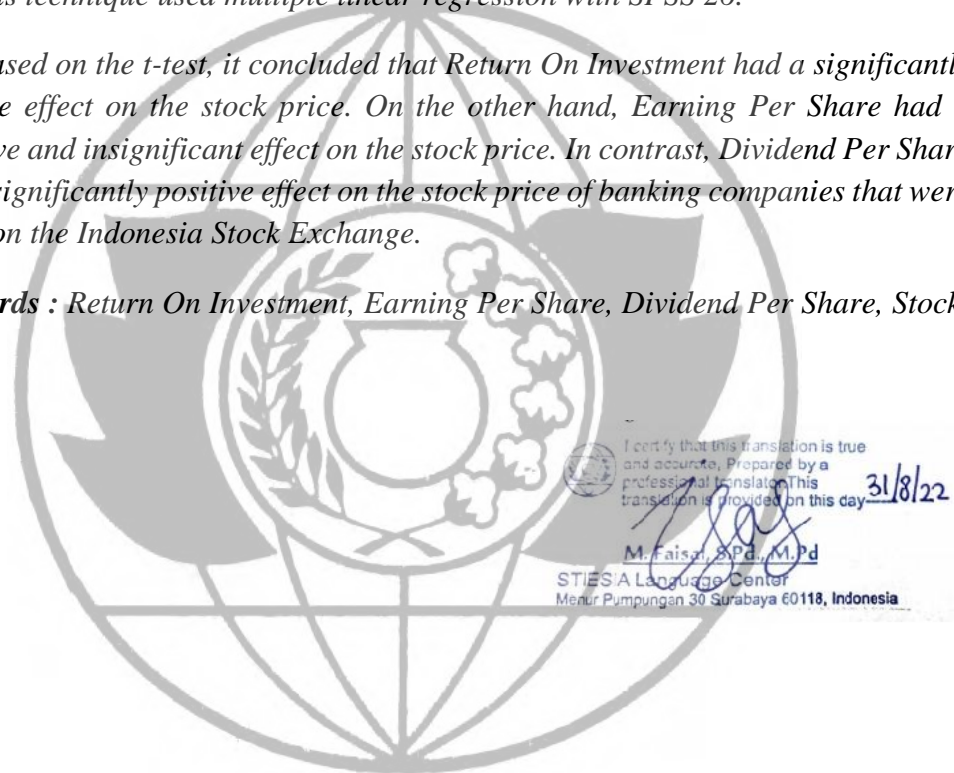 s technique used multiple linear regression with SPSS 26.
sed on the t-test, it concluded that Return On Investment had a significantl
e effect on the stock price. On the other hand, Earning Per Share had
ve and insignificant effect on the stock price. In contrast, Dividend Per Shar
significantly positive effect on the stock price of banking companies that wer
on the Indonesia Stock Exchange.
rds : Return On Investment, Earning Per Share, Dividend Per Share, Stock
I certify that this translation is true
and accurate, Prepared by a
professional translator This
translation is provided on this day 31/8/22
M. Faisal, S.Pd., M.Pd
STIESIA Language Center
Menur Pumpungan 30 Surabaya 60118, Indonesia